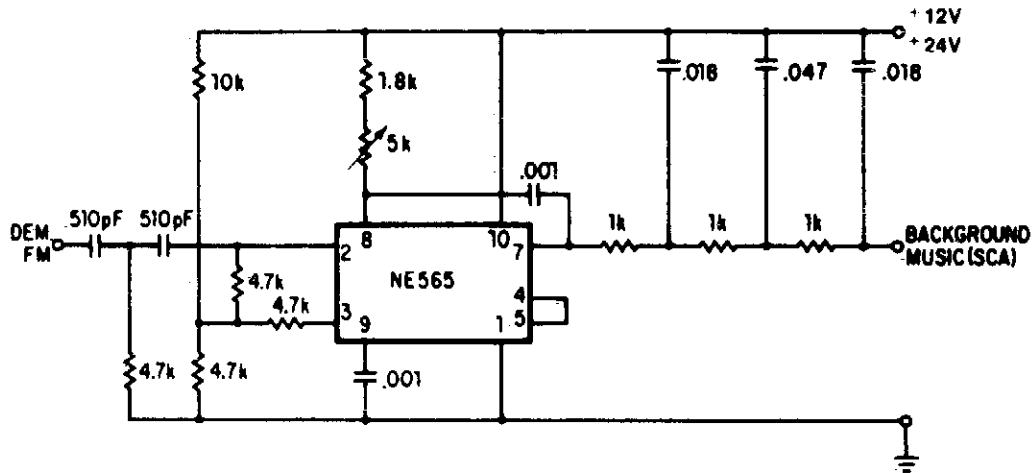 + 12V
+ 24V
10k
1.8k
.018
.047
.018
5k
.001
510pF
510pF
1k
1k
1k
DEM
FM
2
8
10
7
BACKGROUND
MUSIC (SCA)
4.7k
NE565
4
4.7k
3
9
1
5
4.7k
4.7k
.001